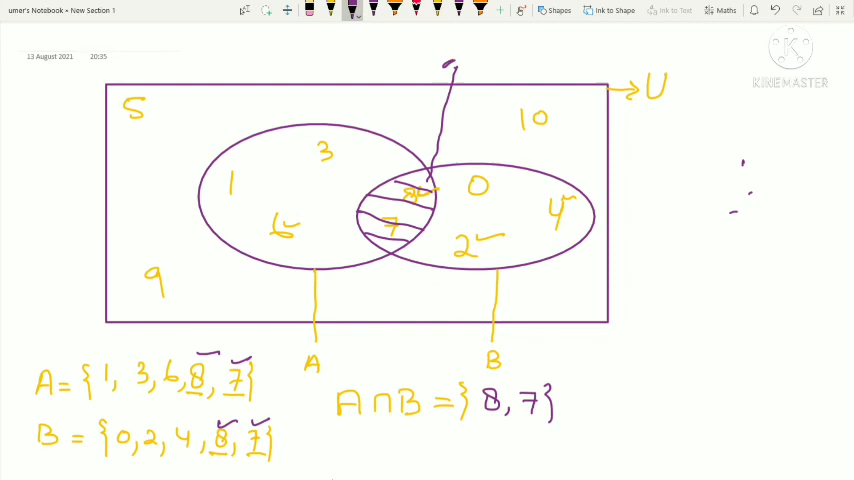 umer's Notebook » New Section 1
Shapes
Ink to Shape
Ink to Text
Maths
13 August 2021 20:35
K
KINEMASTER
U
5
10
3
1
8
0
6
7
4
2
9
A
B
A = {1, 3, 6, 8, 7}
A ∩ B = {8, 7}
B = {0, 2, 4, 8, 7}